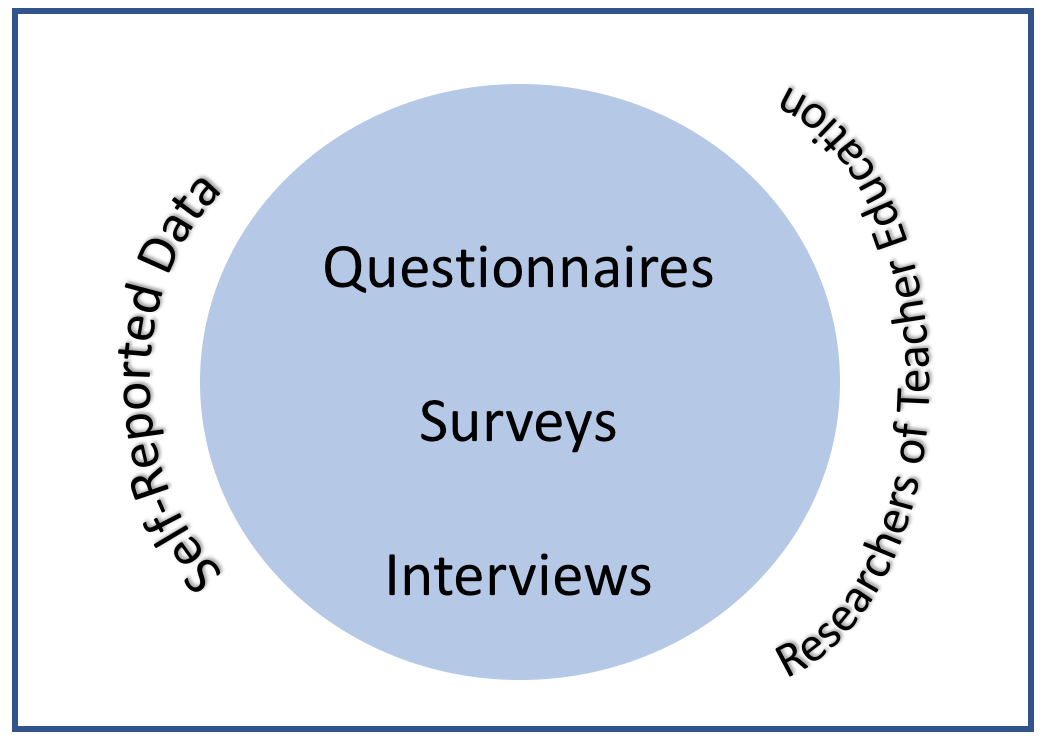 Self-Reported Data
Questionnaires
Surveys
Interviews
Researchers of Teacher Education